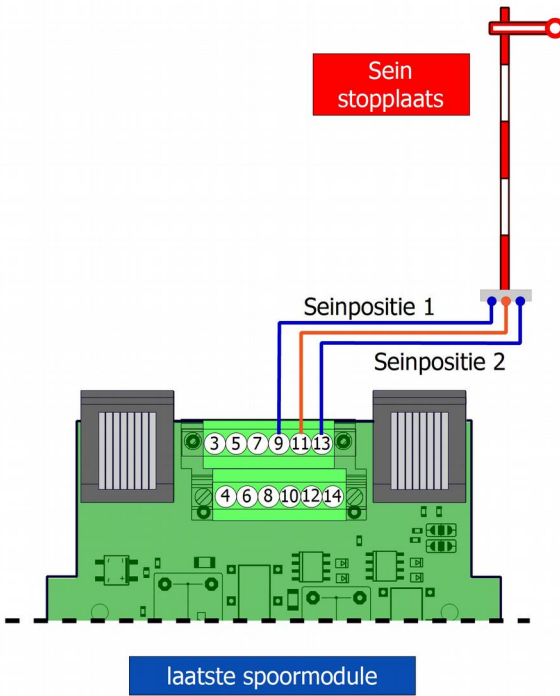 Sein
stopplaats
Seinpositie 1
Seinpositie 2
3 5 7 9 11 13
4 6 8 10 12 14
laatste spoormodule